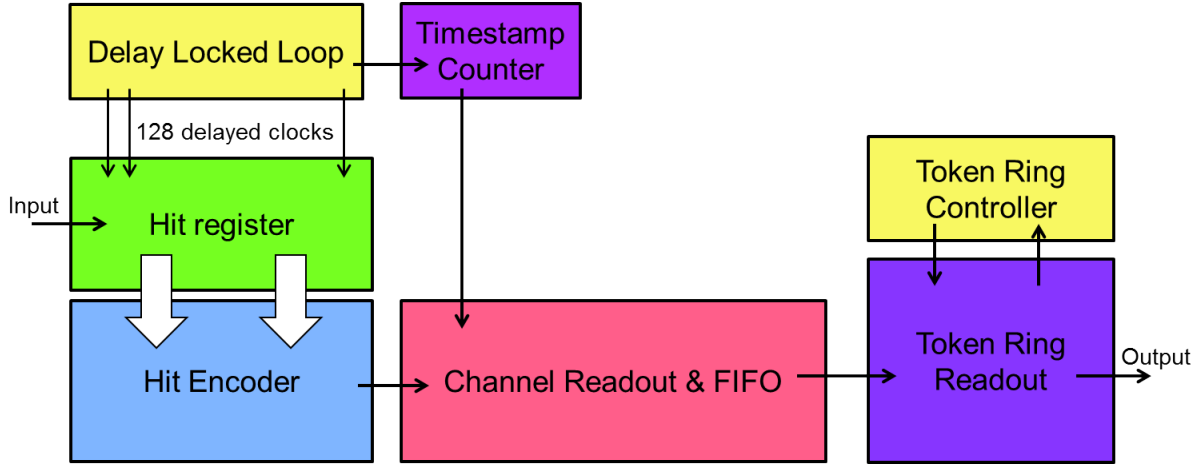 Delay Locked Loop
Timestamp
Counter
128 delayed clocks
Input
Hit register
Token Ring
Controller
Hit Encoder
Channel Readout & FIFO
Token Ring
Readout
Output